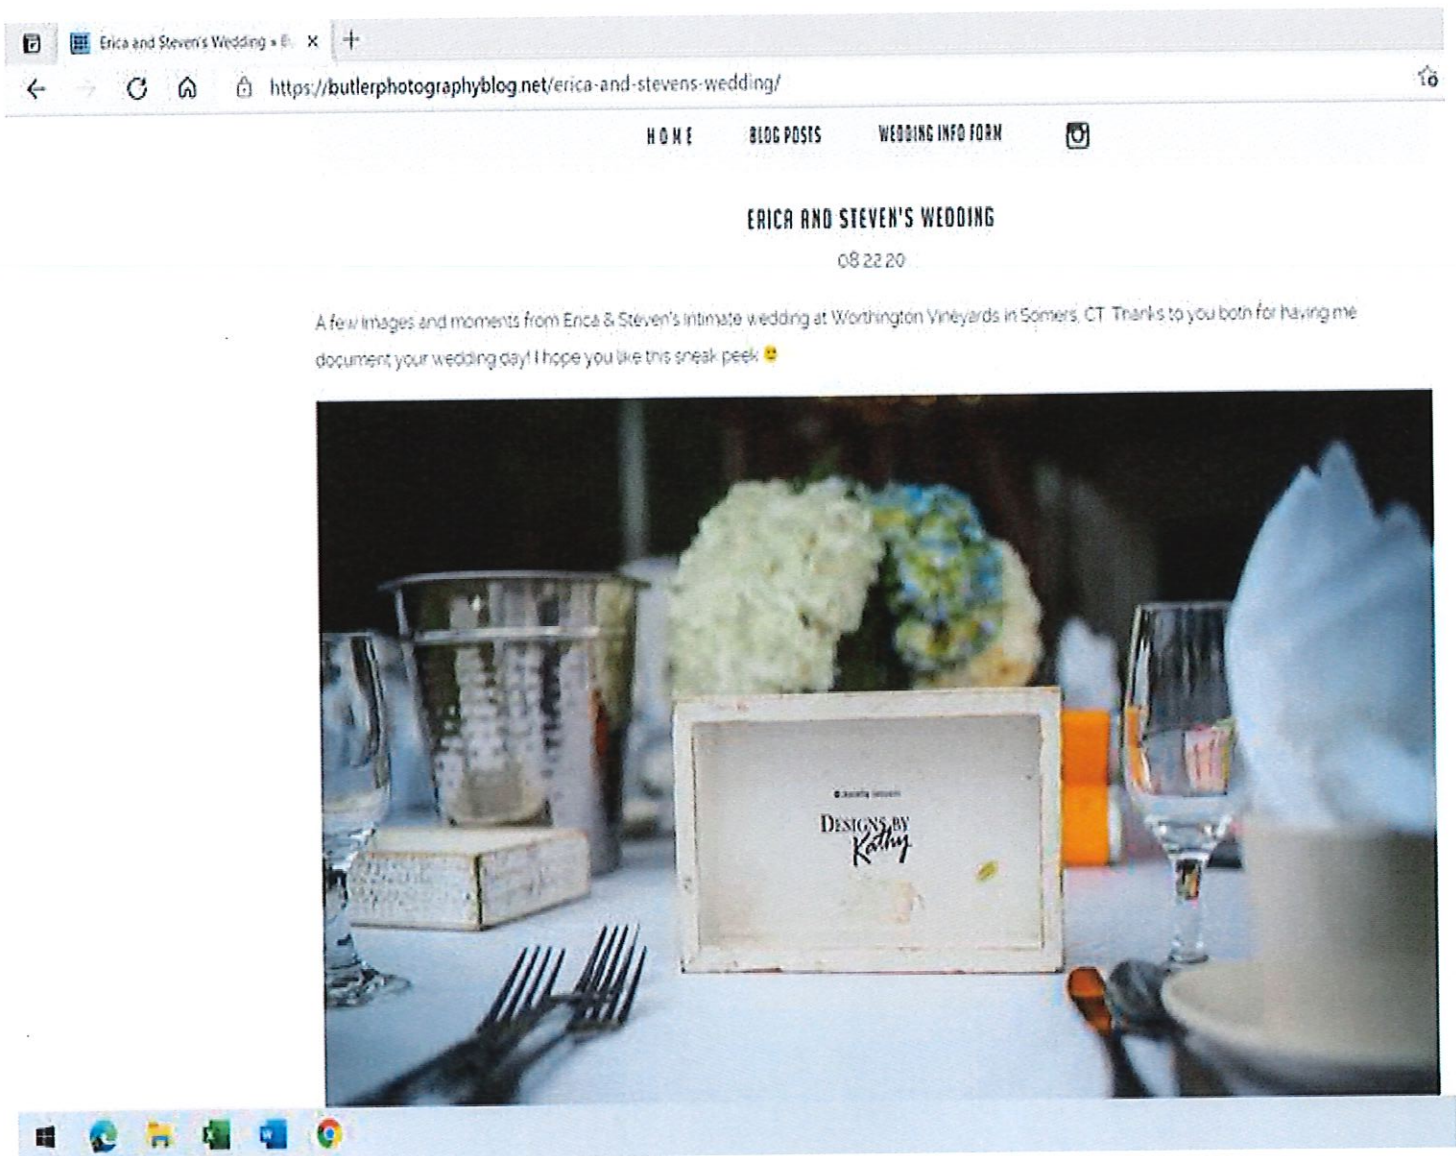 Erica and Steven's Wedding »
https://butlerphotographyblog.net/erica-and-stevens-wedding/
HOME BLOG POSTS WEDDING INFO FORM
ERICA AND STEVEN'S WEDDING
08.22.20
A few images and moments from Erica & Steven's intimate wedding at Worthington Vineyards in Somers, CT. Thanks to you both for having me
document your wedding day! I hope you like this sneak peek 🙂
DESIGNS BY
Kathy